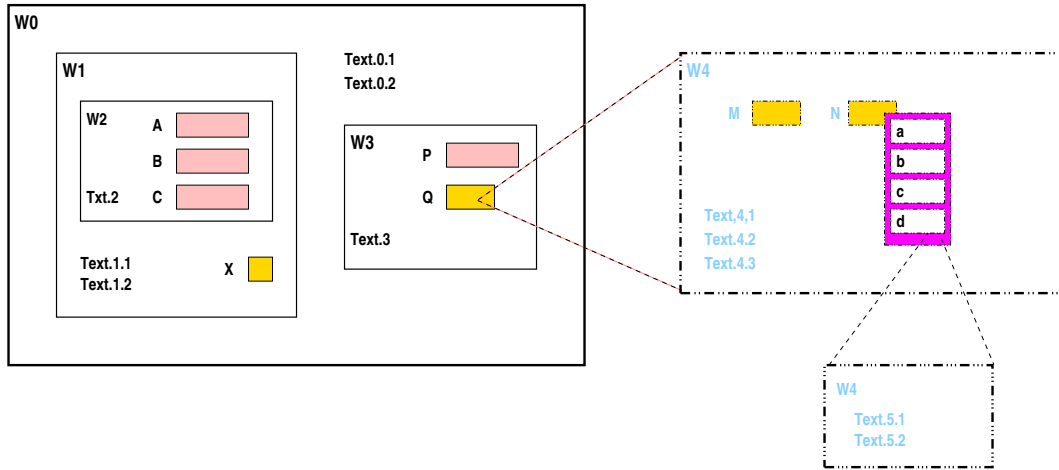 W0
W1
W2
A
B
Txt.2
C
Text.1.1
Text.1.2
X
Text.0.1
Text.0.2
W3
P
Q
Text.3
W4
M
N
a
b
c
d
Text,4,1
Text.4.2
Text.4.3
W4
Text.5.1
Text.5.2